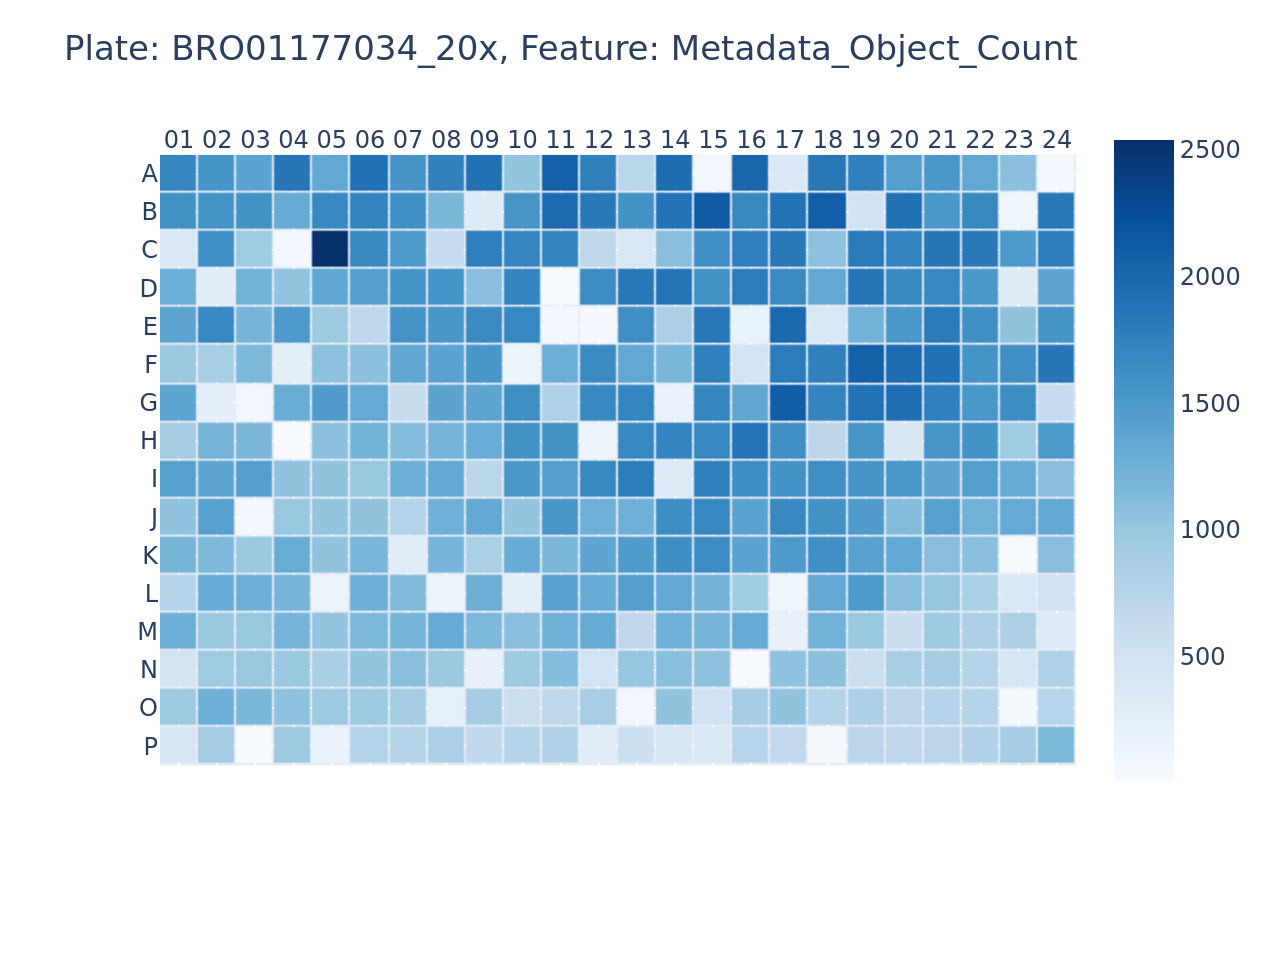 Plate: BRO01177034_20x, Feature: Metadata_Object_Count
01 02 03 04 05 06 07 08 09 10 11 12 13 14 15 16 17 18 19 20 21 22 23 24
A
B
C
D
E
F
G
H
I
J
K
L
M
N
O
P
2500
2000
1500
1000
500